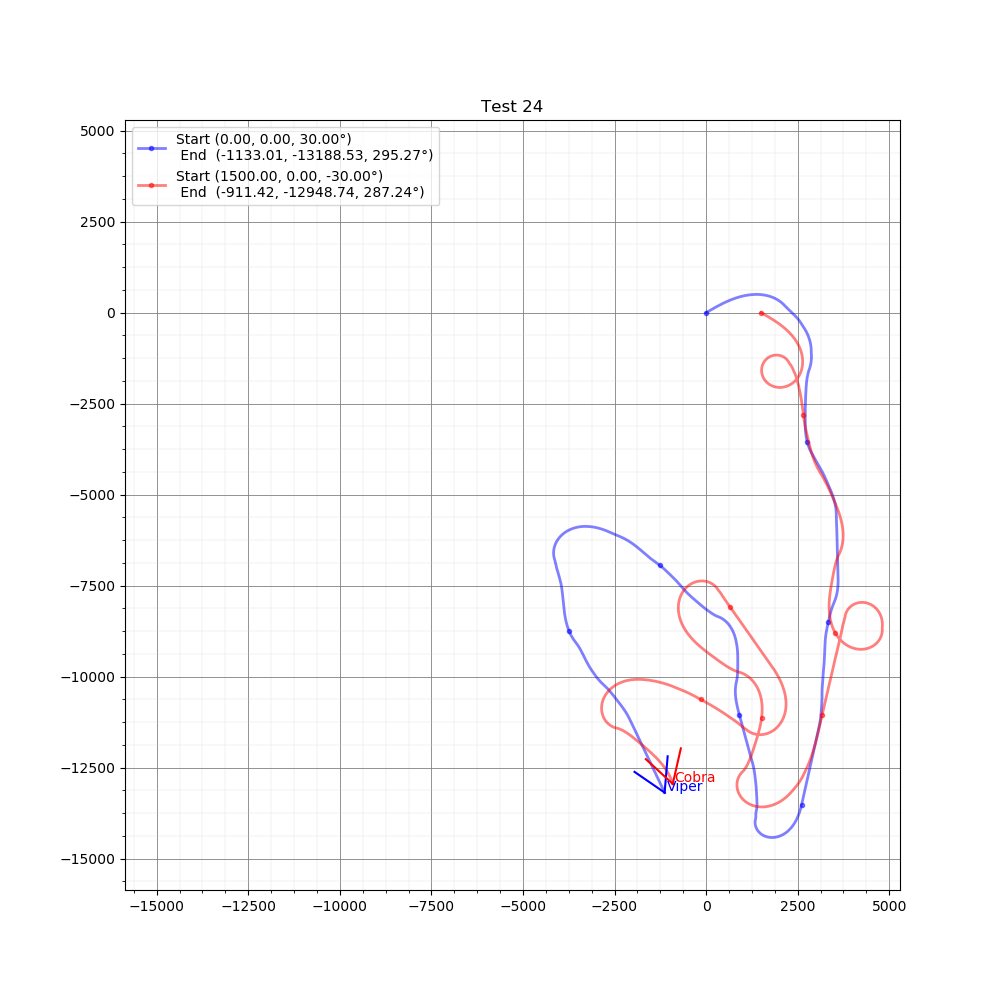 Test 24
Start (0.00, 0.00, 30.00°)
End (-1133.01, -13188.53, 295.27°)
Start (1500.00, 0.00, -30.00°)
End (-911.42, -12948.74, 287.24°)
5000
2500
0
−2500
−5000
−7500
−10000
−12500
−15000
Cobra
Viper
−15000 −12500 −10000 −7500 −5000 −2500 0 2500 5000